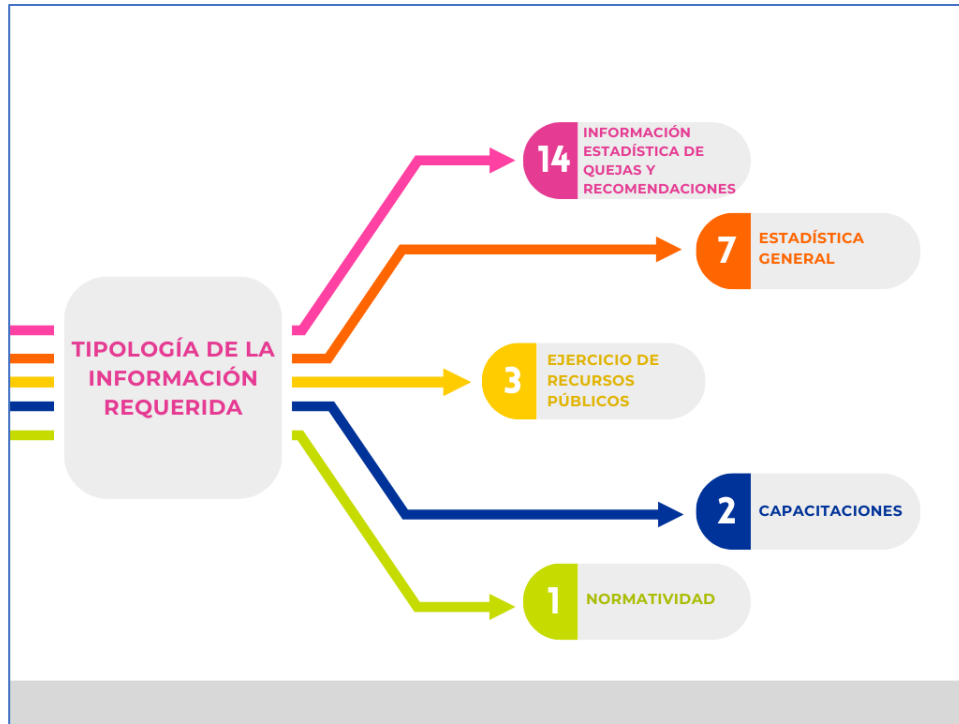 TIPOLOGÍA DE LA
INFORMACIÓN
REQUERIDA
14
INFORMACIÓN
ESTADÍSTICA DE
QUEJAS Y
RECOMENDACIONES
7
ESTADÍSTICA
GENERAL
3
EJERCICIO DE
RECURSOS
PÚBLICOS
2
CAPACITACIONES
1
NORMATIVIDAD